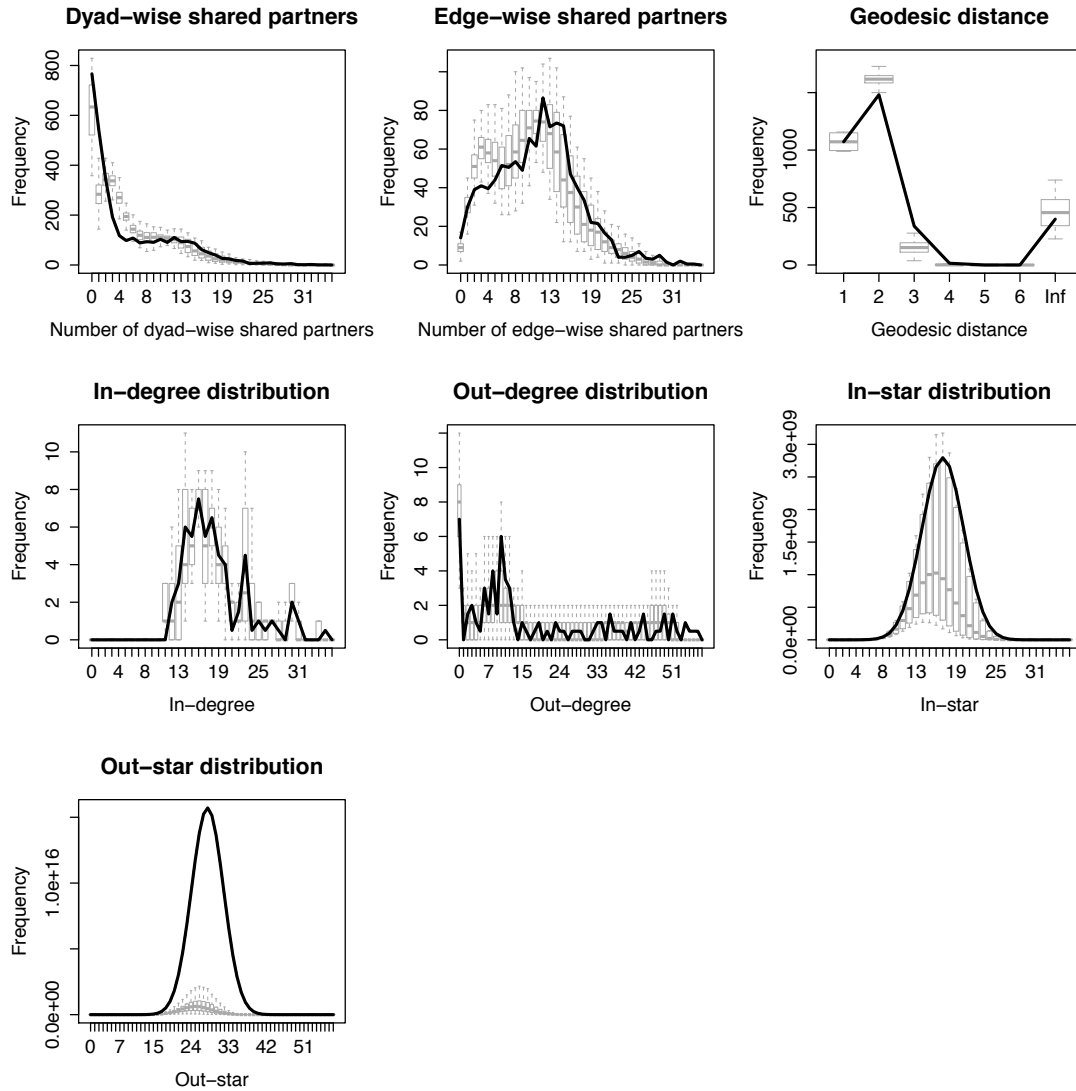 Dyad−wise shared partners
Edge−wise shared partners
Geodesic distance
Frequency
0 200 400 600 800
0 4 8 13 19 25 31
Number of dyad−wise shared partners
Frequency
0 20 40 60 80
0 4 8 13 19 25 31
Number of edge−wise shared partners
Frequency
0 500 1000
1 2 3 4 5 6 Inf
Geodesic distance
In−degree distribution
Out−degree distribution
In−star distribution
Frequency
0 2 4 6 8 10
0 4 8 13 19 25 31
In−degree
Frequency
0 2 4 6 8 10 12
0 7 15 24 33 42 51
Out−degree
Frequency
0.0e+00 1.5e+09 3.0e+09
0 4 8 13 19 25 31
In−star
Out−star distribution
Frequency
0.0e+00 1.0e+16
0 7 15 24 33 42 51
Out−star